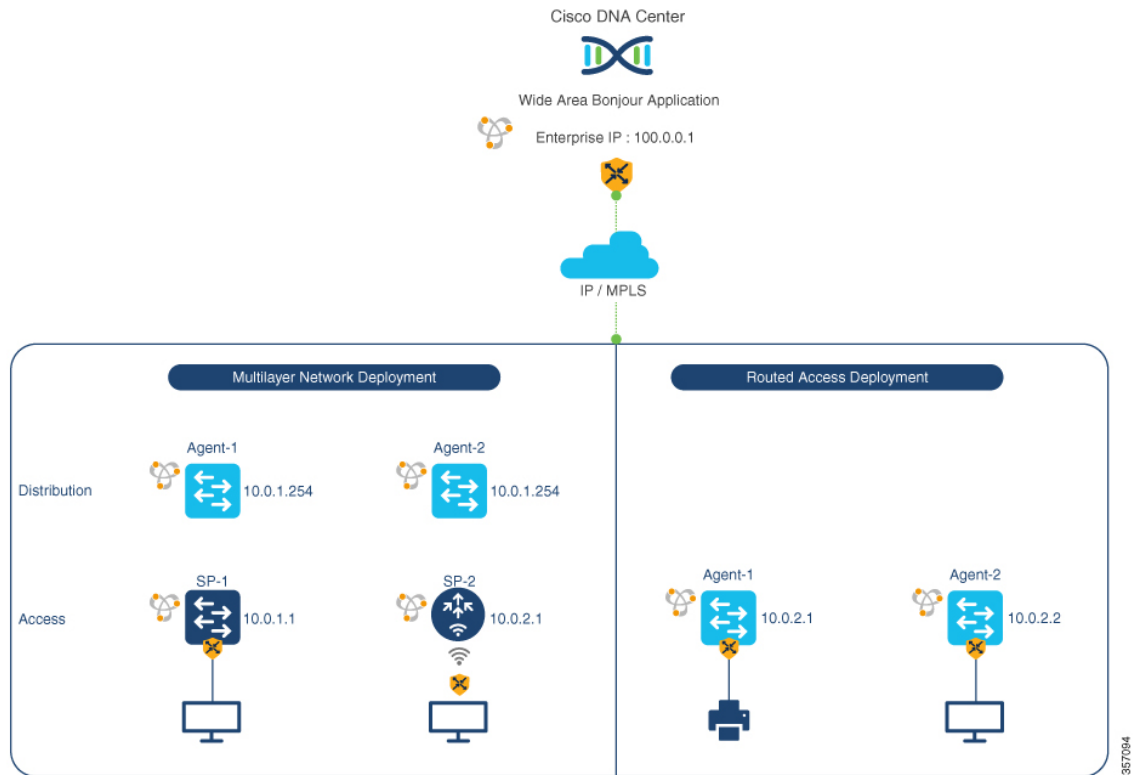 Cisco DNA Center
Wide Area Bonjour Application
Enterprise IP : 100.0.0.1
IP / MPLS
Multilayer Network Deployment
Routed Access Deployment
Agent-1
Agent-2
Distribution
10.0.1.254
10.0.1.254
SP-1
SP-2
Agent-1
Agent-2
Access
10.0.1.1
10.0.2.1
10.0.2.1
10.0.2.2
357094